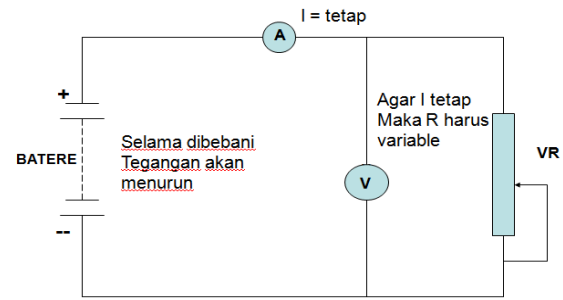 I = tetap
A
+
Agar I tetap
Maka R harus
variable
Selama dibebani
Tegangan akan
menurun
BATERE
V
VR
--